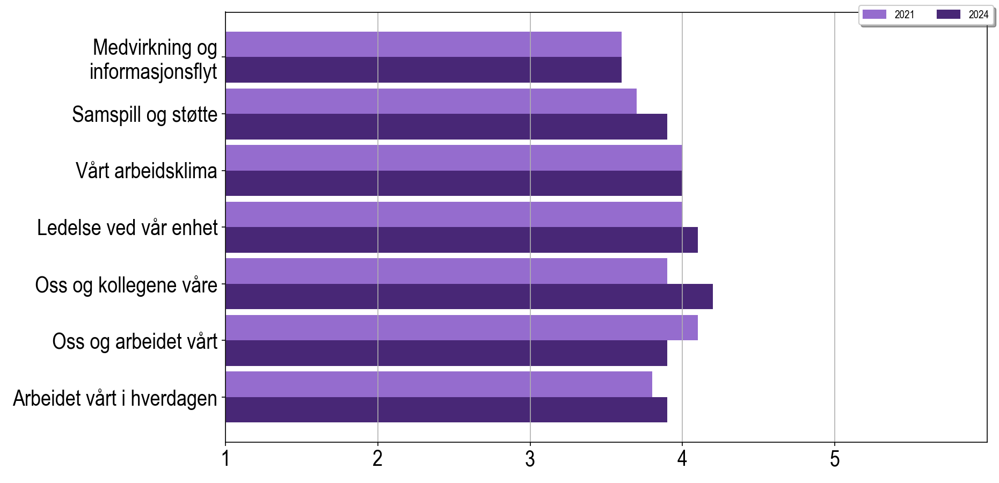 2021 2024
Medvirkning og
informasjonsflyt
Samspill og støtte
Vårt arbeidsklima
Ledelse ved vår enhet
Oss og kollegene våre
Oss og arbeidet vårt
Arbeidet vårt i hverdagen
1 2 3 4 5